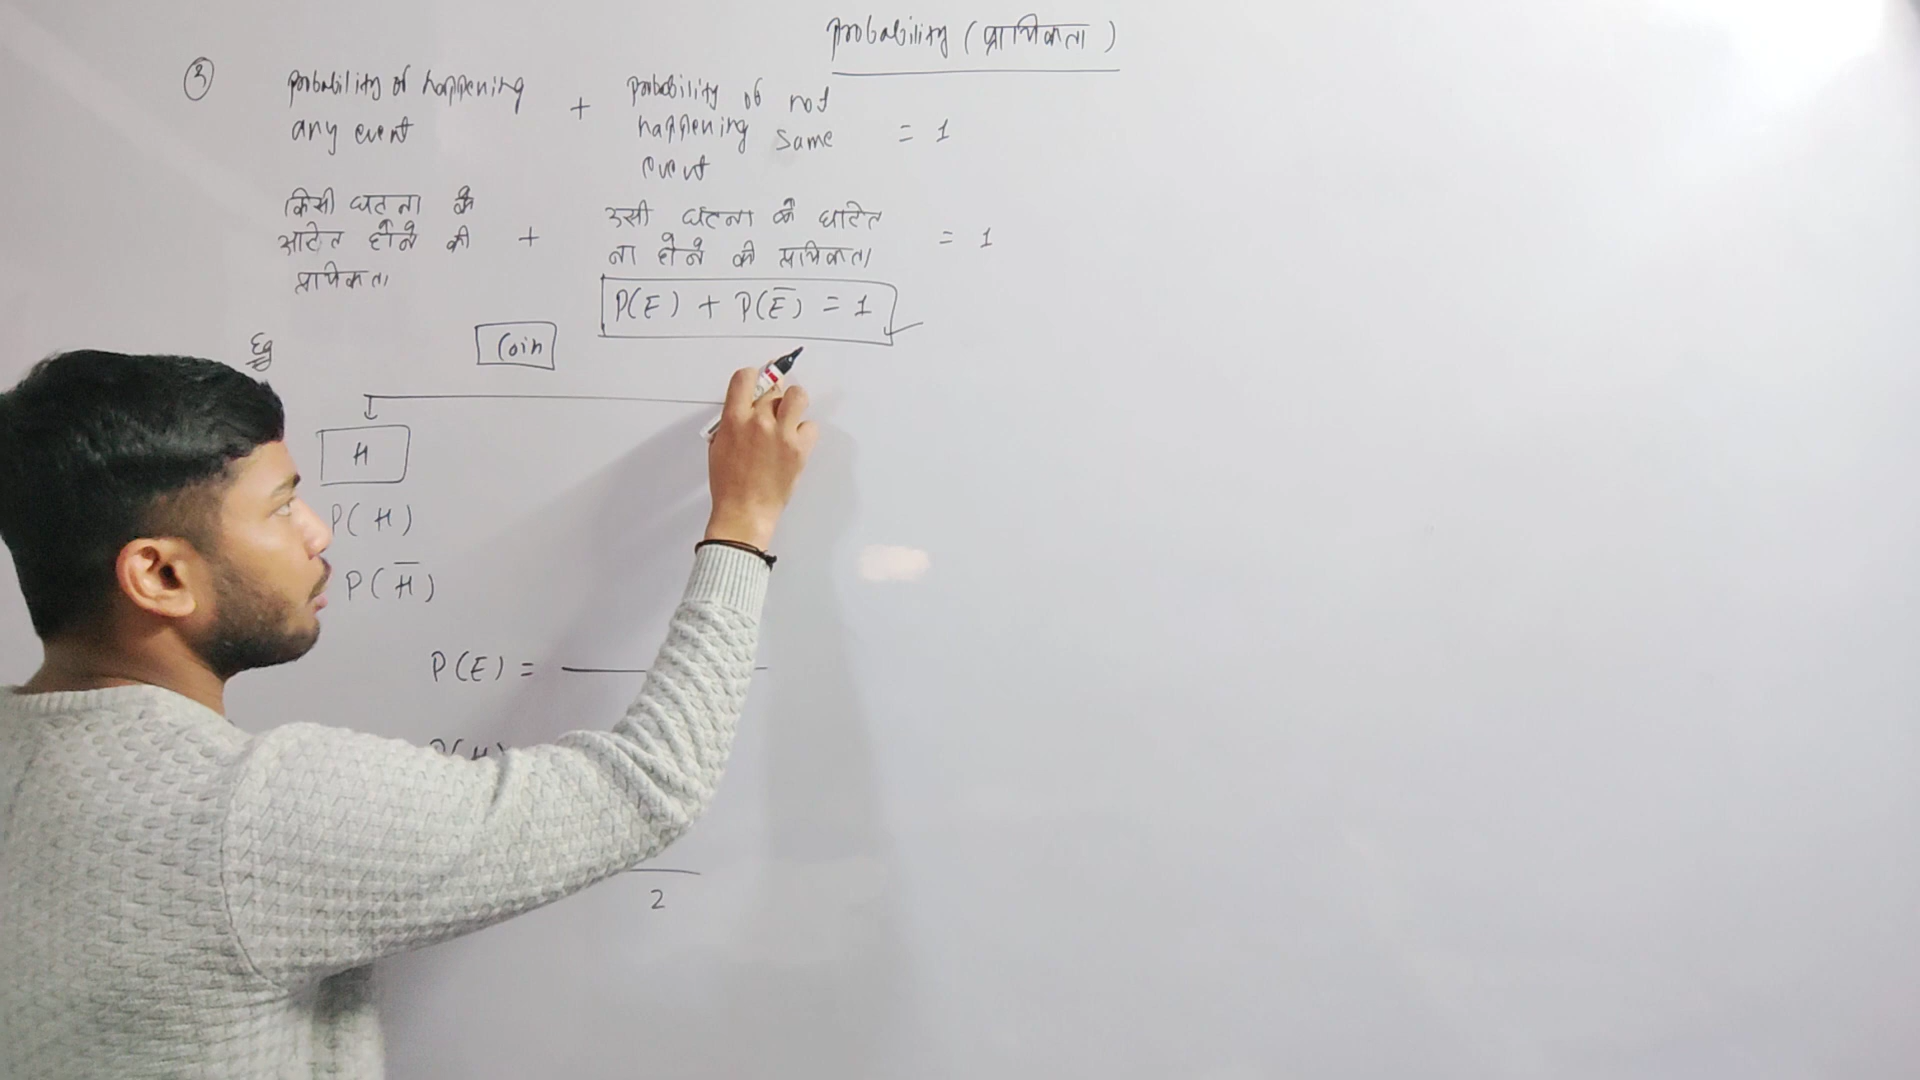 probability (प्रायिकता)
3
probability of happening any event + probability of not happening same event = 1
किसी घटना के घटित होने की प्रायिकता + उसी घटना के घटित ना होने की प्रायिकता = 1
P(E) + P(E̅) = 1
Eg
Coin
H
P(H)
P(H̅)
P(E) =
P(H)
2